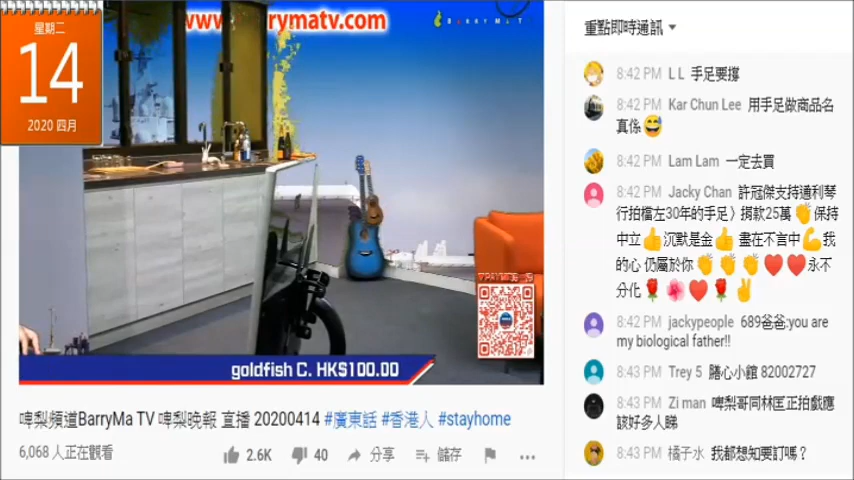 星期二
14
2020 四月
www.barrymatv.com
BARRY MA TV
goldfish C. HK$100.00
啤梨頻道BarryMa TV 啤梨晚報 直播 20200414 #廣東話 #香港人 #stayhome
6,068 人正在觀看
2.6K
40
分享
儲存
重點即時通訊
8:42 PM L L 手足要撐
8:42 PM Kar Chun Lee 用手足做商品名
真係😅
8:42 PM Lam Lam 一定去買
8:42 PM Jacky Chan 許冠傑支持通利琴
行拍檔左30年的手足》捐款25萬👏保持
中立👍沉默是金👍 盡在不言中💪我
的心 仍屬於你👏👏👏❤️❤️永不
分化🌹🌺❤️🌹✌️
8:42 PM jackypeople 689爸爸:you are
my biological father!!
8:43 PM Trey 5 膳心小館 82002727
8:43 PM Zi man 啤梨哥同林匡正拍戲應
該好多人睇
8:43 PM 橘子水 我都想知要訂嗎？